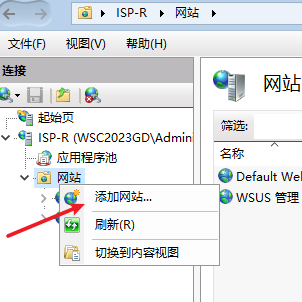 ISP-R 网站
文件(F) 视图(V) 帮助(H)
连接
起始页
ISP-R (WSC2023GD\Admin
应用程序池
网站
添加网站...
刷新(R)
切换到内容视图
网站
筛选:
名称
Default Wel
WSUS 管理